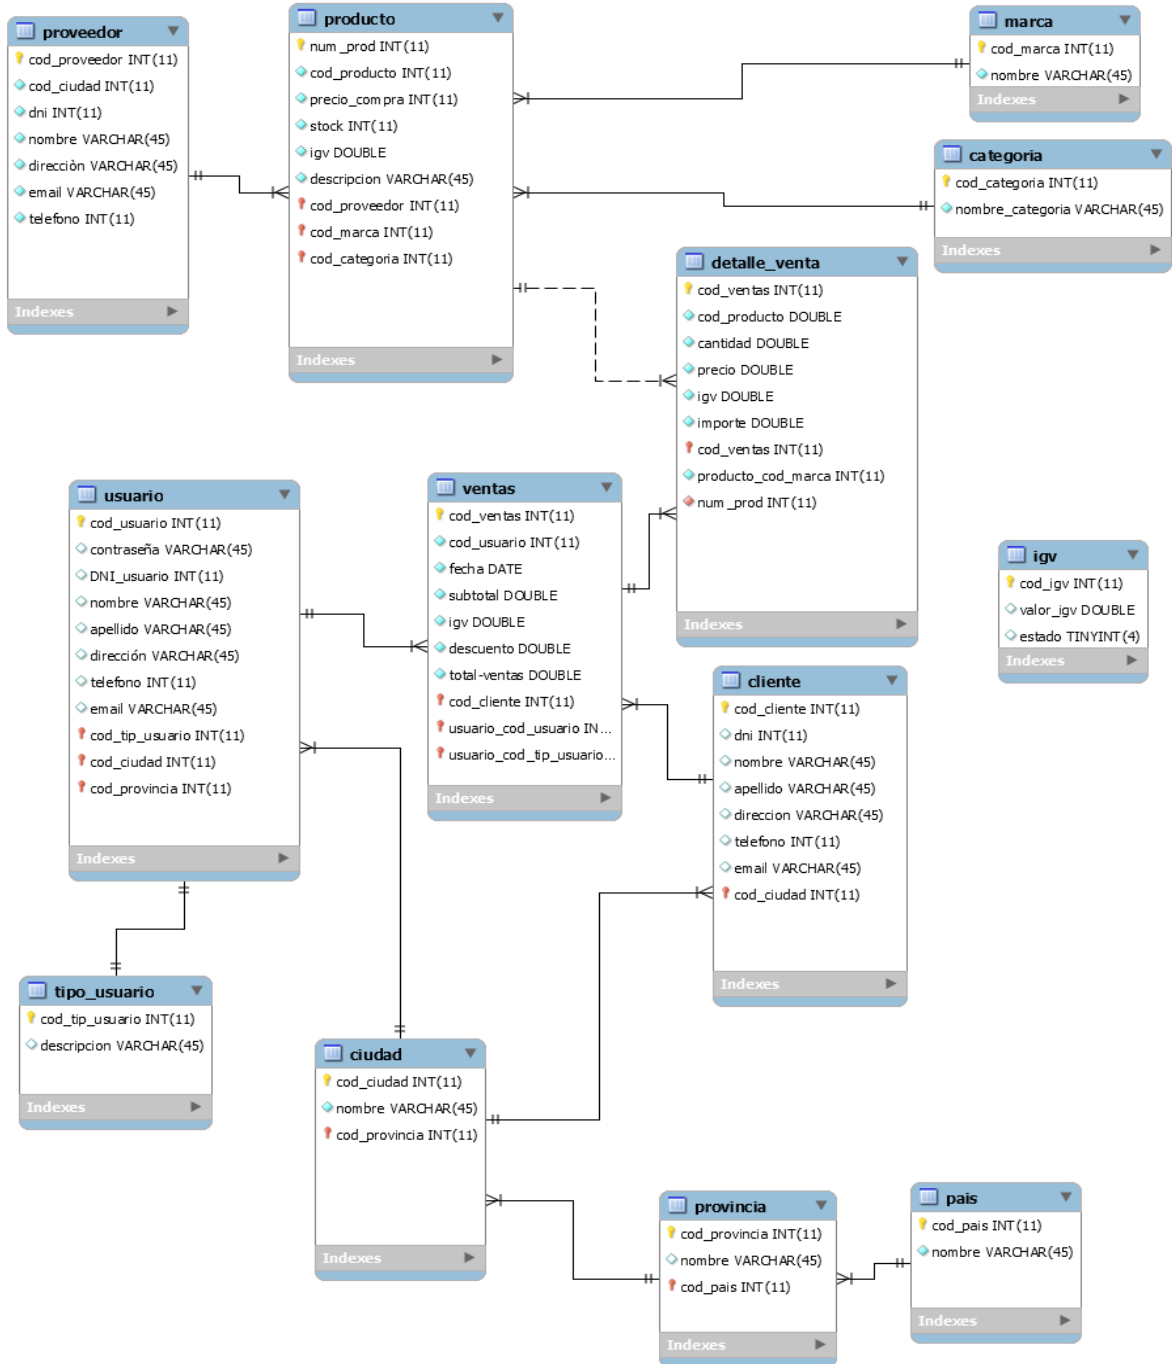 proveedor
cod_proveedor INT(11)
cod_ciudad INT(11)
dni INT(11)
nombre VARCHAR(45)
direcciòn VARCHAR(45)
email VARCHAR(45)
telefono INT(11)
Indexes
producto
num_prod INT(11)
cod_producto INT(11)
precio_compra INT(11)
stock INT(11)
igv DOUBLE
descripcion VARCHAR(45)
cod_proveedor INT(11)
cod_marca INT(11)
cod_categoria INT(11)
Indexes
marca
cod_marca INT(11)
nombre VARCHAR(45)
Indexes
categoria
cod_categoria INT(11)
nombre_categoria VARCHAR(45)
Indexes
detalle_venta
cod_ventas INT(11)
cod_producto DOUBLE
cantidad DOUBLE
precio DOUBLE
igv DOUBLE
importe DOUBLE
cod_ventas INT(11)
producto_cod_marca INT(11)
num_prod INT(11)
Indexes
usuario
cod_usuario INT(11)
contraseña VARCHAR(45)
DNI_usuario INT(11)
nombre VARCHAR(45)
apellido VARCHAR(45)
dirección VARCHAR(45)
telefono INT(11)
email VARCHAR(45)
cod_tip_usuario INT(11)
cod_ciudad INT(11)
cod_provincia INT(11)
Indexes
ventas
cod_ventas INT(11)
cod_usuario INT(11)
fecha DATE
subtotal DOUBLE
igv DOUBLE
descuento DOUBLE
total-ventas DOUBLE
cod_cliente INT(11)
usuario_cod_usuario IN...
usuario_cod_tip_usuario...
Indexes
igv
cod_igv INT(11)
valor_igv DOUBLE
estado TINYINT(4)
Indexes
cliente
cod_cliente INT(11)
dni INT(11)
nombre VARCHAR(45)
apellido VARCHAR(45)
direccion VARCHAR(45)
telefono INT(11)
email VARCHAR(45)
cod_ciudad INT(11)
Indexes
tipo_usuario
cod_tip_usuario INT(11)
descripcion VARCHAR(45)
Indexes
ciudad
cod_ciudad INT(11)
nombre VARCHAR(45)
cod_provincia INT(11)
Indexes
provincia
cod_provincia INT(11)
nombre VARCHAR(45)
cod_pais INT(11)
Indexes
pais
cod_pais INT(11)
nombre VARCHAR(45)
Indexes